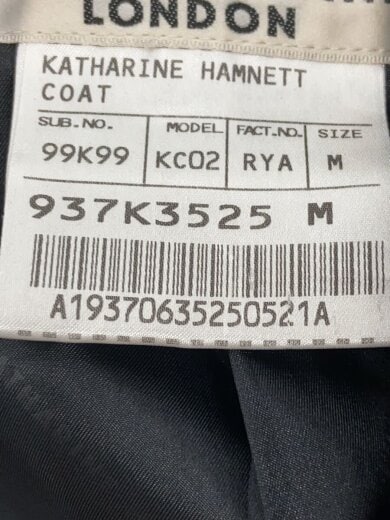 LONDON
KATHARINE HAMNETT
COAT
SUB.NO. MODEL FACT.NO. SIZE
99K99 KC02 RYA M
937K3525 M
A19370635250521A